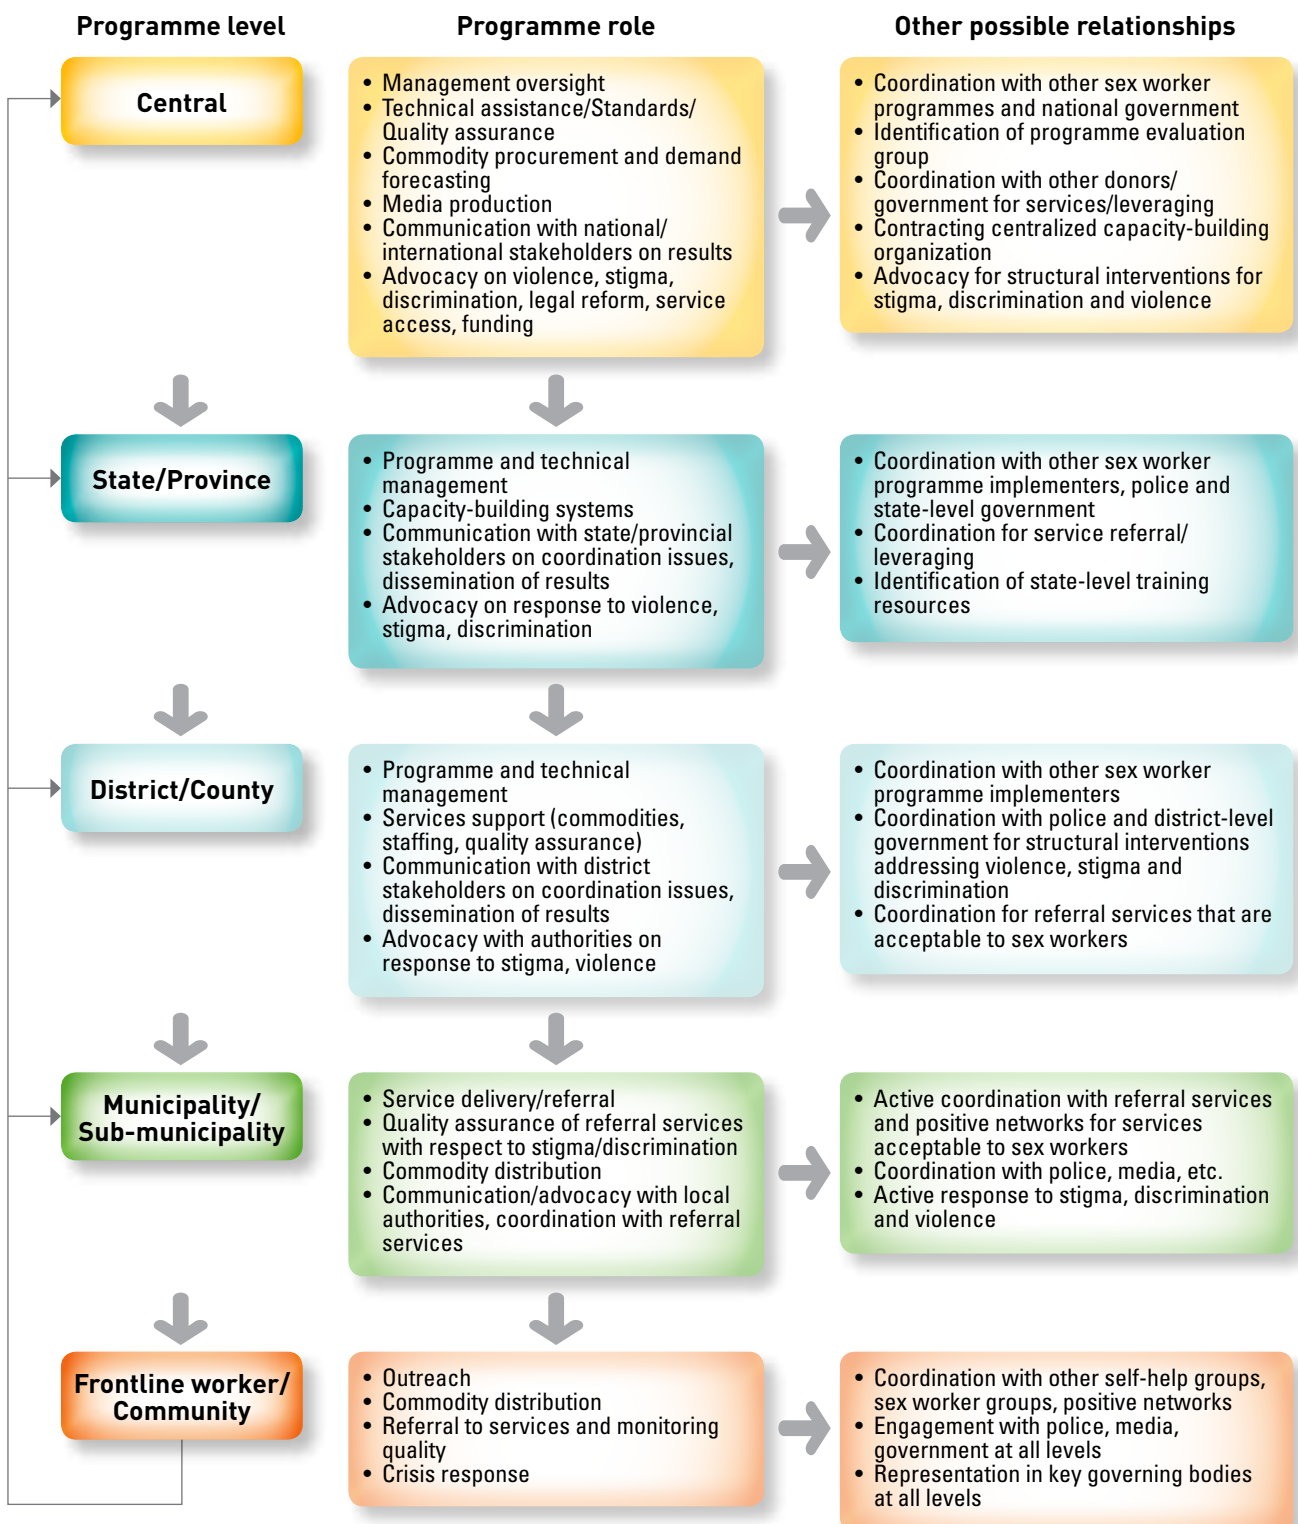 Programme level
Programme role
Other possible relationships
Central
• Management oversight
• Technical assistance/Standards/
Quality assurance
• Commodity procurement and demand
forecasting
• Media production
• Communication with national/
international stakeholders on results
• Advocacy on violence, stigma,
discrimination, legal reform, service
access, funding
• Coordination with other sex worker
programmes and national government
• Identification of programme evaluation
group
• Coordination with other donors/
government for services/leveraging
• Contracting centralized capacity-building
organization
• Advocacy for structural interventions for
stigma, discrimination and violence
State/Province
• Programme and technical
management
• Capacity-building systems
• Communication with state/provincial
stakeholders on coordination issues,
dissemination of results
• Advocacy on response to violence,
stigma, discrimination
• Coordination with other sex worker
programme implementers, police and
state-level government
• Coordination for service referral/
leveraging
• Identification of state-level training
resources
District/County
• Programme and technical
management
• Services support (commodities,
staffing, quality assurance)
• Communication with district
stakeholders on coordination issues,
dissemination of results
• Advocacy with authorities on
response to stigma, violence
• Coordination with other sex worker
programme implementers
• Coordination with police and district-level
government for structural interventions
addressing violence, stigma and
discrimination
• Coordination for referral services that are
acceptable to sex workers
Municipality/
Sub-municipality
• Service delivery/referral
• Quality assurance of referral services
with respect to stigma/discrimination
• Commodity distribution
• Communication/advocacy with local
authorities, coordination with referral
services
• Active coordination with referral services
and positive networks for services
acceptable to sex workers
• Coordination with police, media, etc.
• Active response to stigma, discrimination
and violence
Frontline worker/
Community
• Outreach
• Commodity distribution
• Referral to services and monitoring
quality
• Crisis response
• Coordination with other self-help groups,
sex worker groups, positive networks
• Engagement with police, media,
government at all levels
• Representation in key governing bodies
at all levels